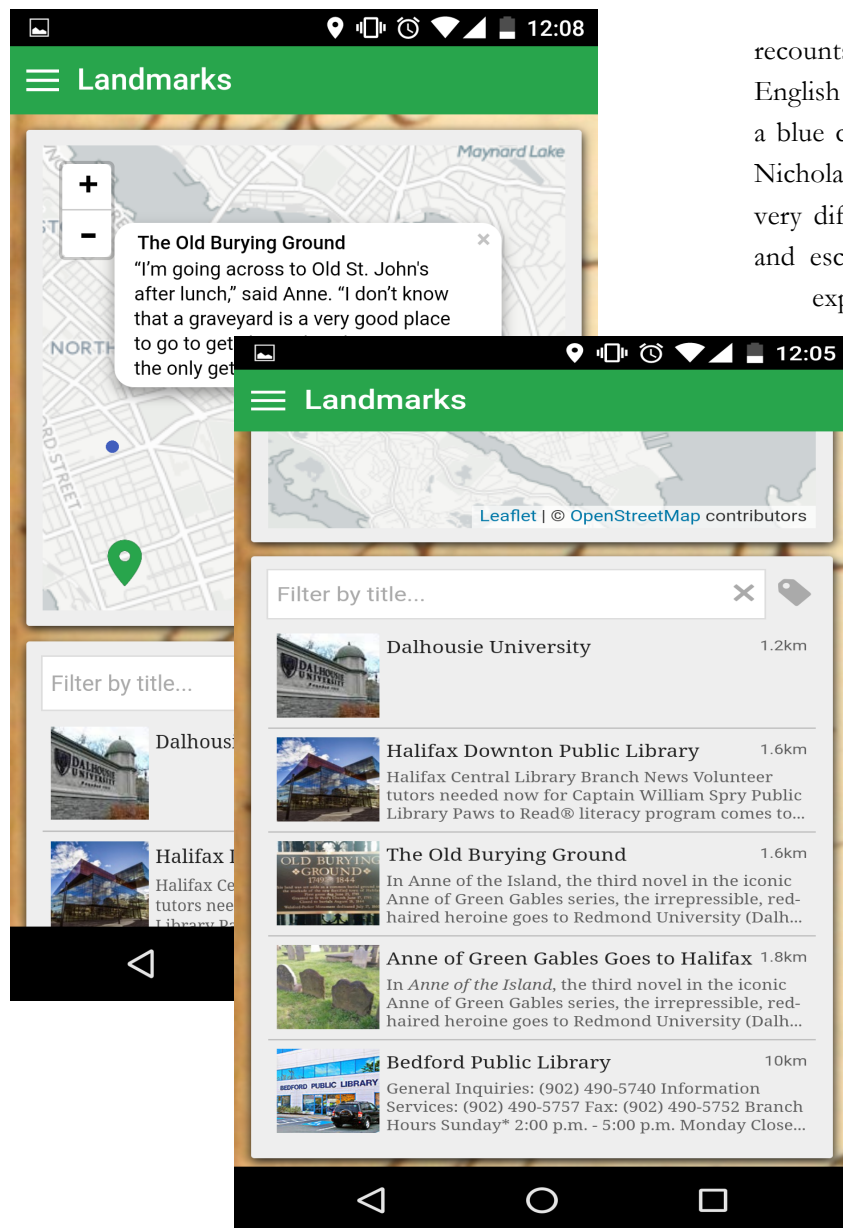 12:08
Landmarks
Maynard Lake
+
-
The Old Burying Ground
×
“I’m going across to Old St. John's
after lunch,” said Anne. “I don’t know
that a graveyard is a very good place
to go to get
the only get
NORTH
STREET
Filter by title...
DALHOUSIE
UNIVERSITY
Halifax
Halifax Ce
tutors nee
Library Pa
recounts
English
a blue
Nichola
very dif
and esc
exp
12:05
Landmarks
Leaflet | © OpenStreetMap contributors
Filter by title...
DALHOUSIE
UNIVERSITY
Dalhousie University
1.2km
Halifax Downton Public Library
1.6km
Halifax Central Library Branch News Volunteer
tutors needed now for Captain William Spry Public
Library Paws to Read® literacy program comes to...
OLD BURYING
GROUND
1749 1844
The Old Burying Ground
1.6km
In Anne of the Island, the third novel in the iconic
Anne of Green Gables series, the irrepressible, red-
haired heroine goes to Redmond University (Dalh...
Anne of Green Gables Goes to Halifax
1.8km
In Anne of the Island, the third novel in the iconic
Anne of Green Gables series, the irrepressible, red-
haired heroine goes to Redmond University (Dalh...
BEDFORD PUBLIC LIBRARY
Bedford Public Library
10km
General Inquiries: (902) 490-5740 Information
Services: (902) 490-5757 Fax: (902) 490-5752 Branch
Hours Sunday* 2:00 p.m. - 5:00 p.m. Monday Close...